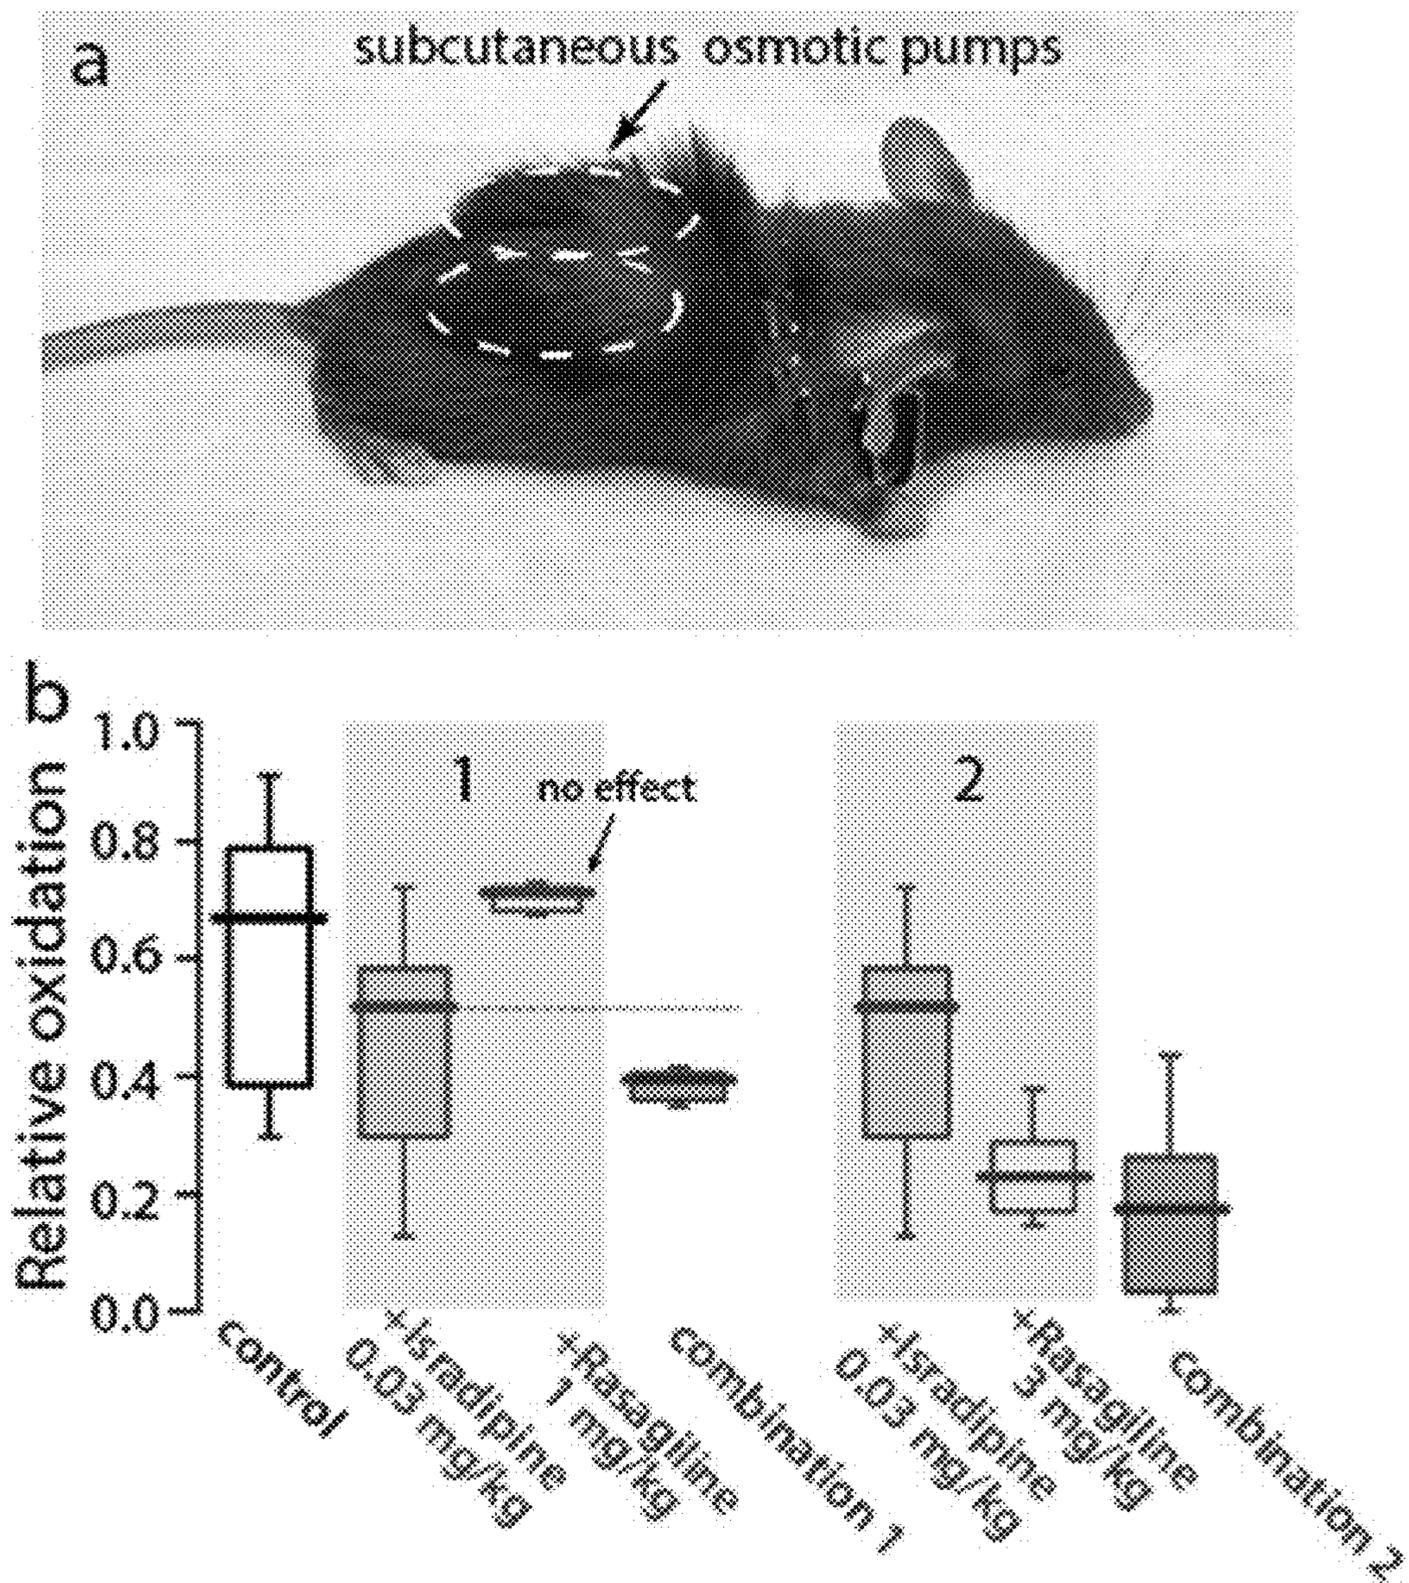 a
subcutaneous osmotic pumps
b
Relative oxidation
1.0
0.8
0.6
0.4
0.2
0.0
1
no effect
2
control
+Isradipine
0.03 mg/kg
+Rasagiline
1 mg/kg
combination 1
+Isradipine
0.03 mg/kg
+Rasagiline
3 mg/kg
combination 2